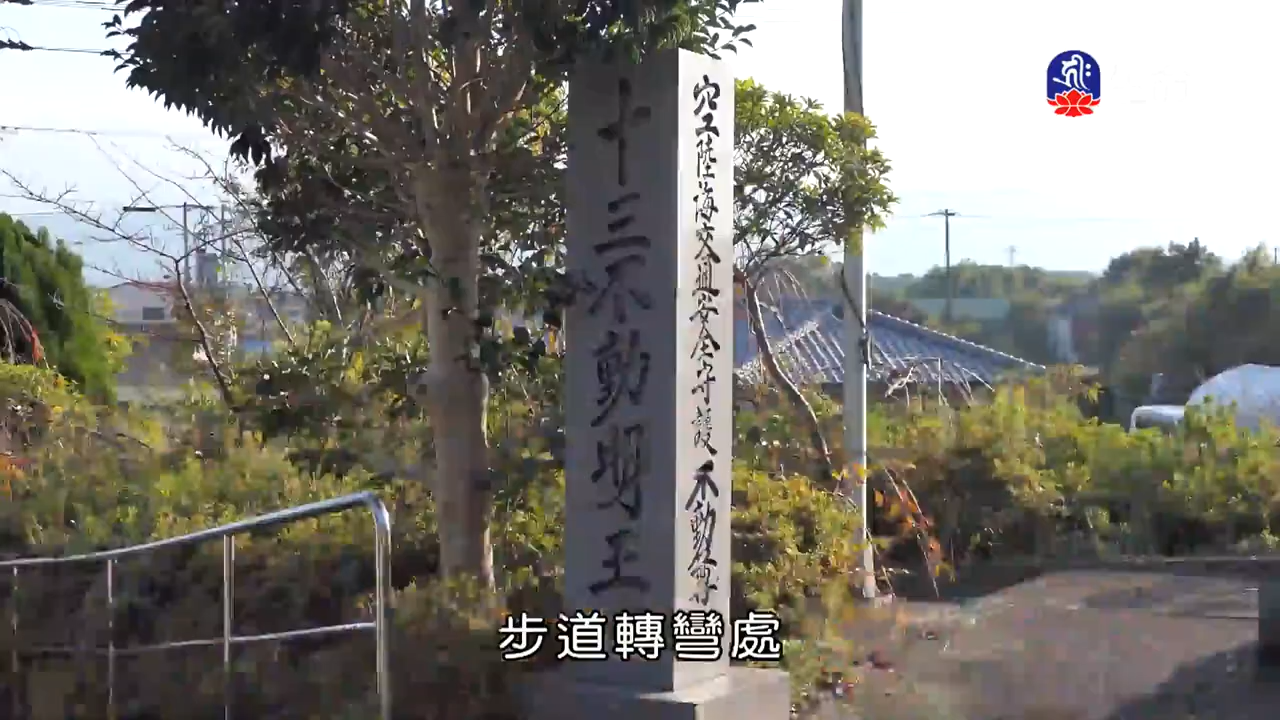 十三不動明王
空陸海交通安全守護不動尊
步道轉彎處